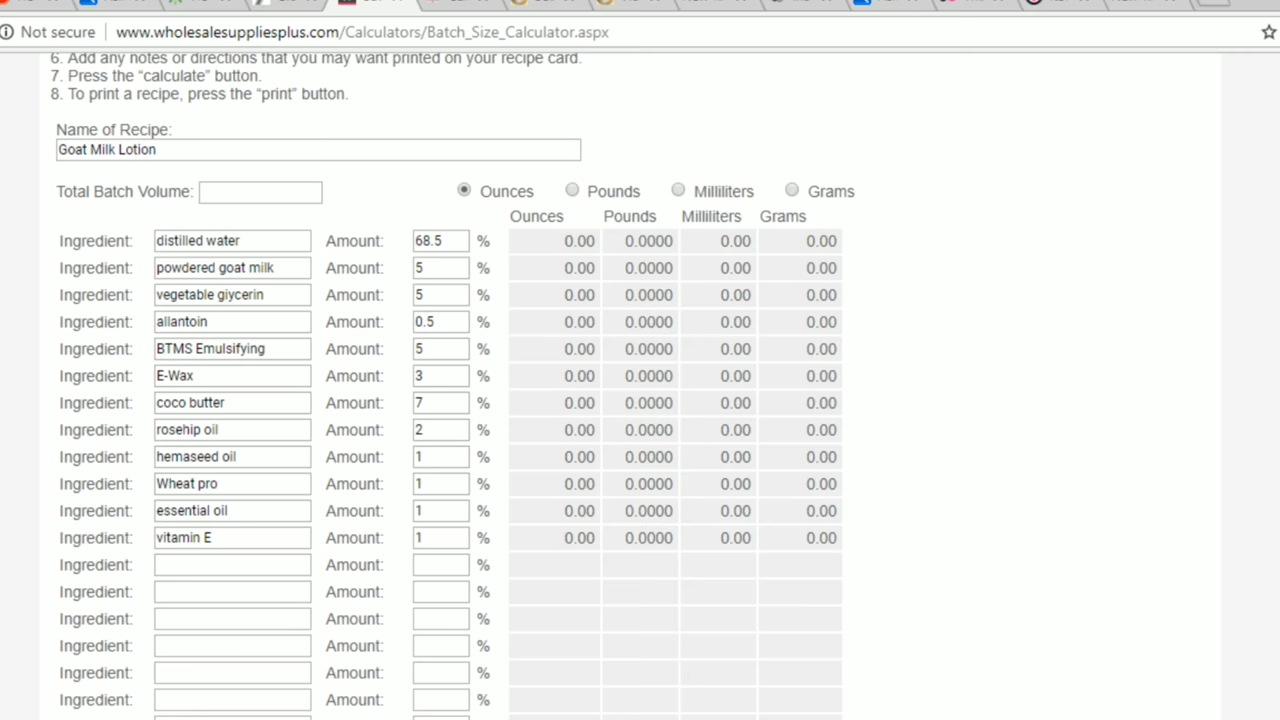 Not secure www.wholesalesuppliesplus.com/Calculators/Batch_Size_Calculator.aspx
6. Add any notes or directions that you may want printed on your recipe card.
7. Press the “calculate” button.
8. To print a recipe, press the “print” button.
Name of Recipe:
Goat Milk Lotion
Total Batch Volume: Ounces Pounds Milliliters Grams
Ounces Pounds Milliliters Grams
Ingredient: distilled water Amount: 68.5 % 0.00 0.0000 0.00 0.00
Ingredient: powdered goat milk Amount: 5 % 0.00 0.0000 0.00 0.00
Ingredient: vegetable giycerin Amount: 5 % 0.00 0.0000 0.00 0.00
Ingredient: allantoin Amount: 0.5 % 0.00 0.0000 0.00 0.00
Ingredient: BTMS Emulsifying Amount: 5 % 0.00 0.0000 0.00 0.00
Ingredient: E-Wax Amount: 3 % 0.00 0.0000 0.00 0.00
Ingredient: coco butter Amount: 7 % 0.00 0.0000 0.00 0.00
Ingredient: rosehip oil Amount: 2 % 0.00 0.0000 0.00 0.00
Ingredient: hemaseed oil Amount: 1 % 0.00 0.0000 0.00 0.00
Ingredient: Wheat pro Amount: 1 % 0.00 0.0000 0.00 0.00
Ingredient: essential oil Amount: 1 % 0.00 0.0000 0.00 0.00
Ingredient: vitamin E Amount: 1 % 0.00 0.0000 0.00 0.00
Ingredient: Amount: %
Ingredient: Amount: %
Ingredient: Amount: %
Ingredient: Amount: %
Ingredient: Amount: %
Ingredient: Amount: %